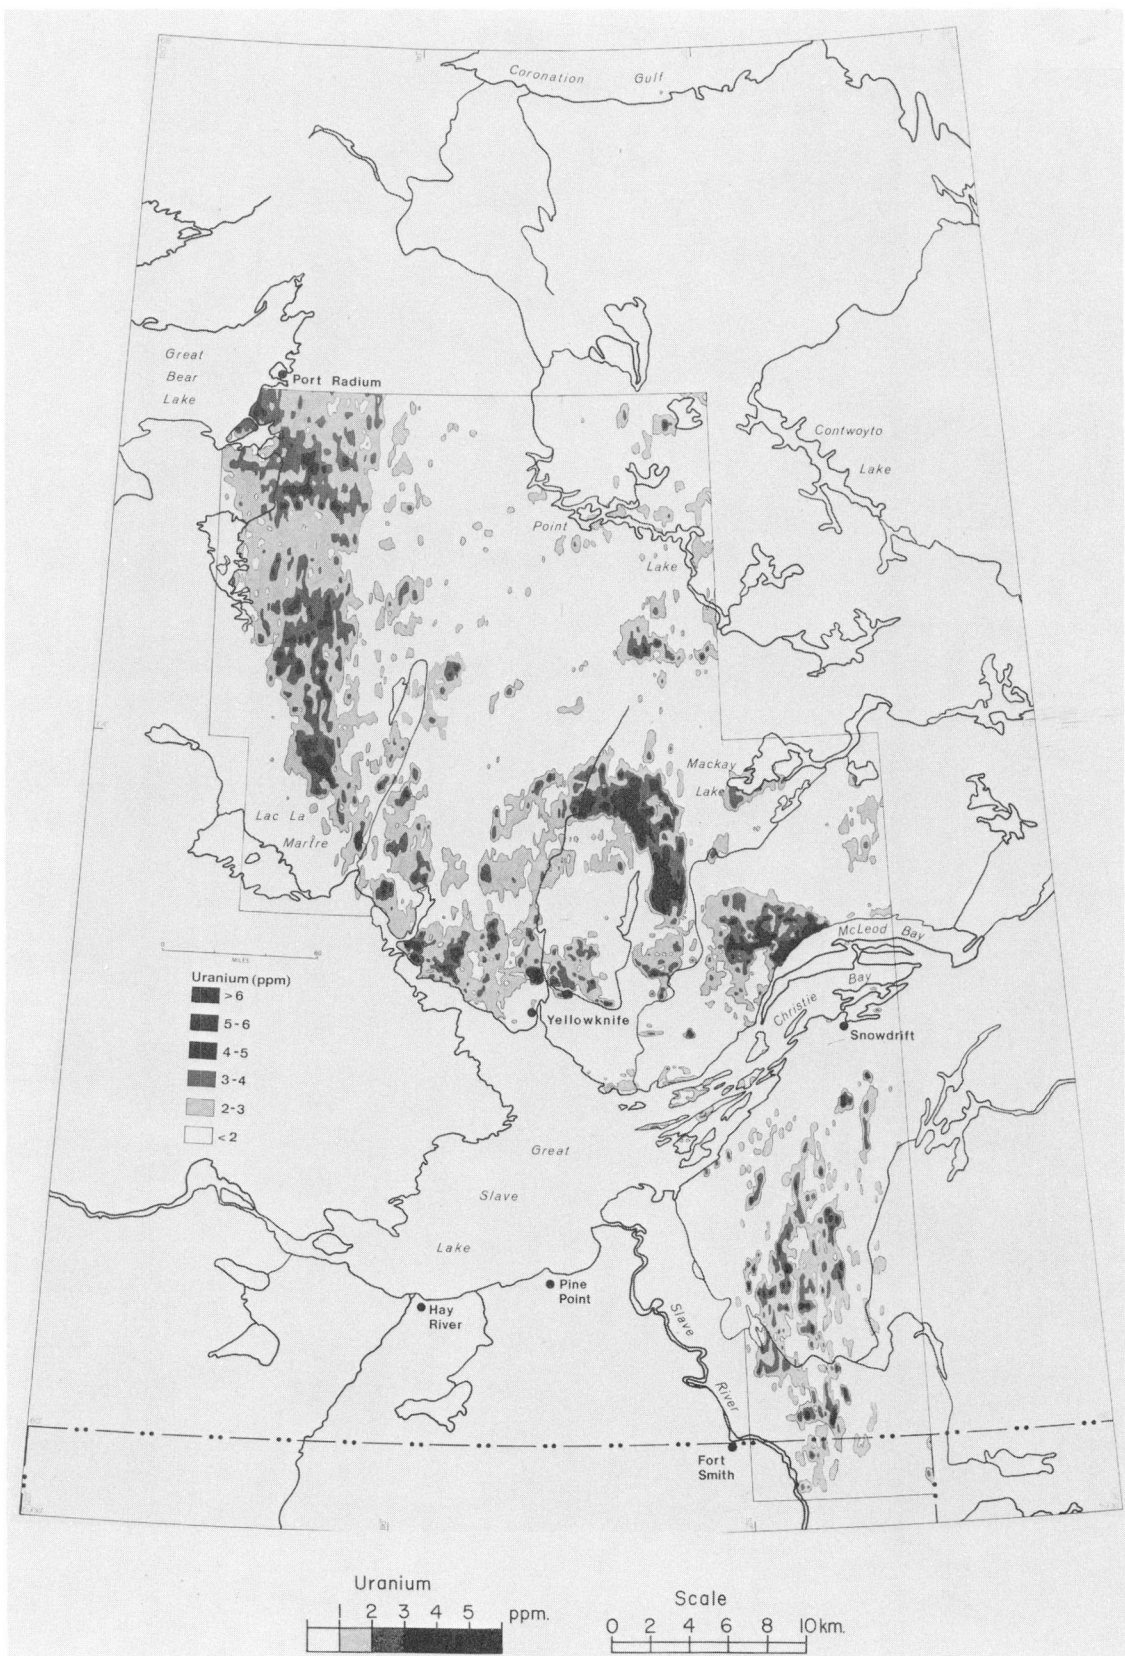 Coronation Gulf
Great
Bear
Lake
Port Radium
Contwoyto
Lake
Point
Lake
Mackay
Lake
Lac La
Martre
McLeod Bay
Christie Bay
MILES
Uranium (ppm)
>6
5-6
4-5
3-4
2-3
<2
Yellowknife
Snowdrift
Great
Slave
Lake
Pine
Point
Hay
River
Slave River
Fort
Smith
Uranium
1 2 3 4 5 ppm.
Scale
0 2 4 6 8 10 km.